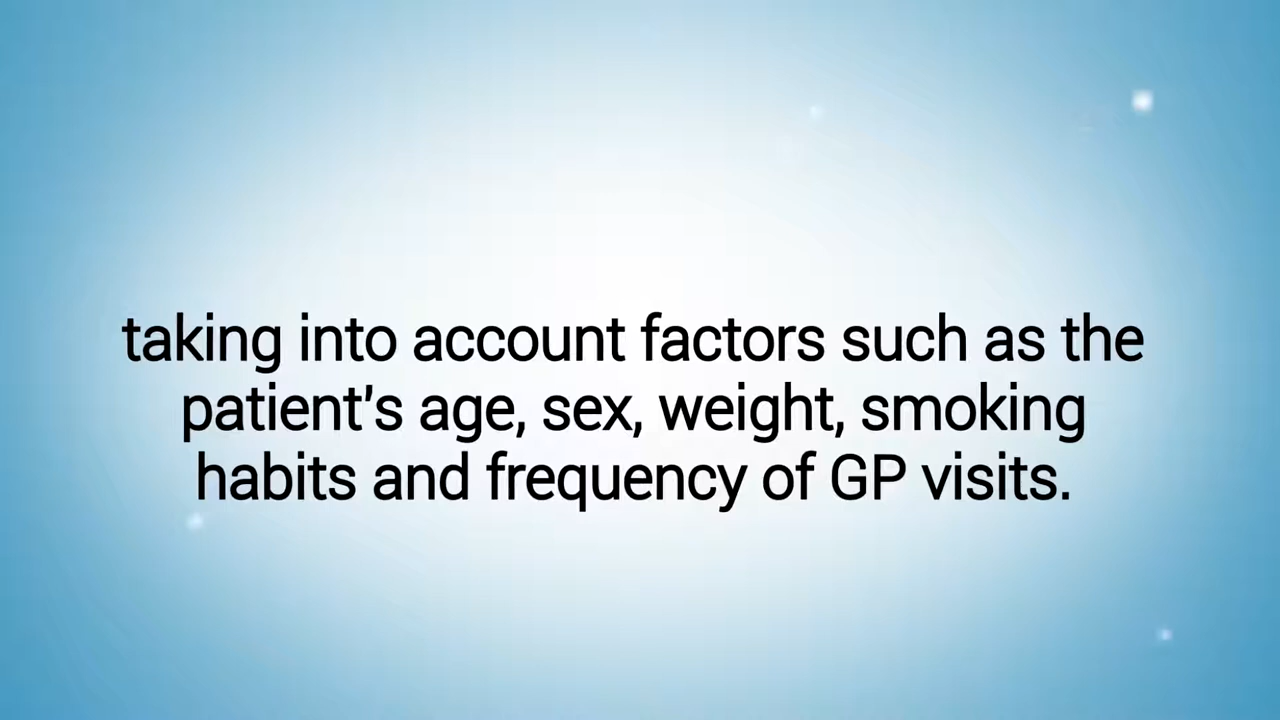 taking into account factors such as the
patient's age, sex, weight, smoking
habits and frequency of GP visits.